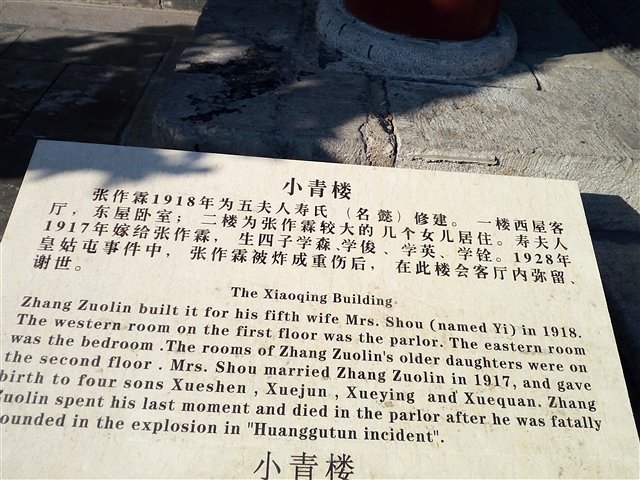 小青楼
张作霖1918年为五夫人寿氏（名懿）修建。一楼西屋客
厅，东屋卧室；二楼为张作霖较大的几个女儿居住。寿夫人
1917年嫁给张作霖，生四子学森、学俊、学英、学铨。1928年
皇姑屯事件中，张作霖被炸成重伤后，在此楼会客厅内弥留、
谢世。
The Xiaoqing Building
Zhang Zuolin built it for his fifth wife Mrs. Shou (named Yi) in 1918.
The western room on the first floor was the parlor. The eastern room
was the bedroom .The rooms of Zhang Zuolin's older daughters were on
the second floor . Mrs. Shou married Zhang Zuolin in 1917, and gave
birth to four sons Xueshen , Xuejun , Xueying and Xuequan. Zhang
Zuolin spent his last moment and died in the parlor after he was fatally
ounded in the explosion in "Huanggutun incident".
小青楼